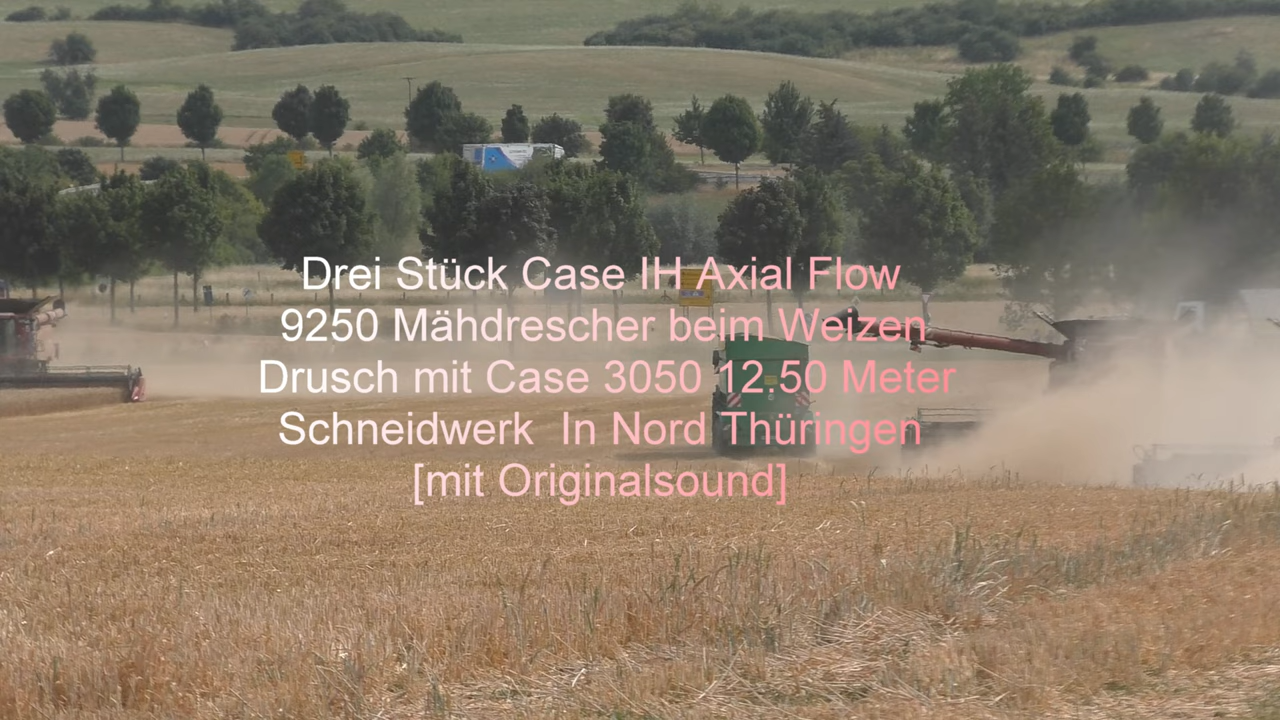 Drei Stück Case IH Axial Flow
9250 Mähdrescher beim Weizen
Drusch mit Case 3050 12.50 Meter
Schneidwerk  In Nord Thüringen
[mit Originalsound]